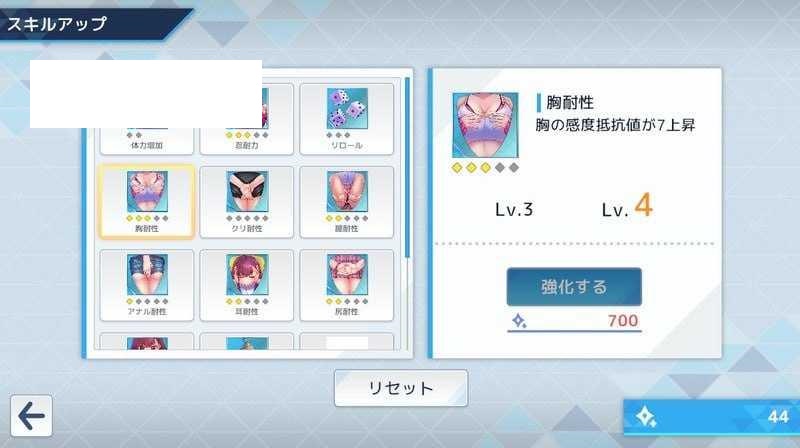 スキルアップ
体力増加
忍耐力
リロール
胸耐性
クリ耐性
膣耐性
アナル耐性
耳耐性
尻耐性
胸耐性
胸の感度抵抗値が7上昇
Lv.3
Lv.4
強化する
700
リセット
44